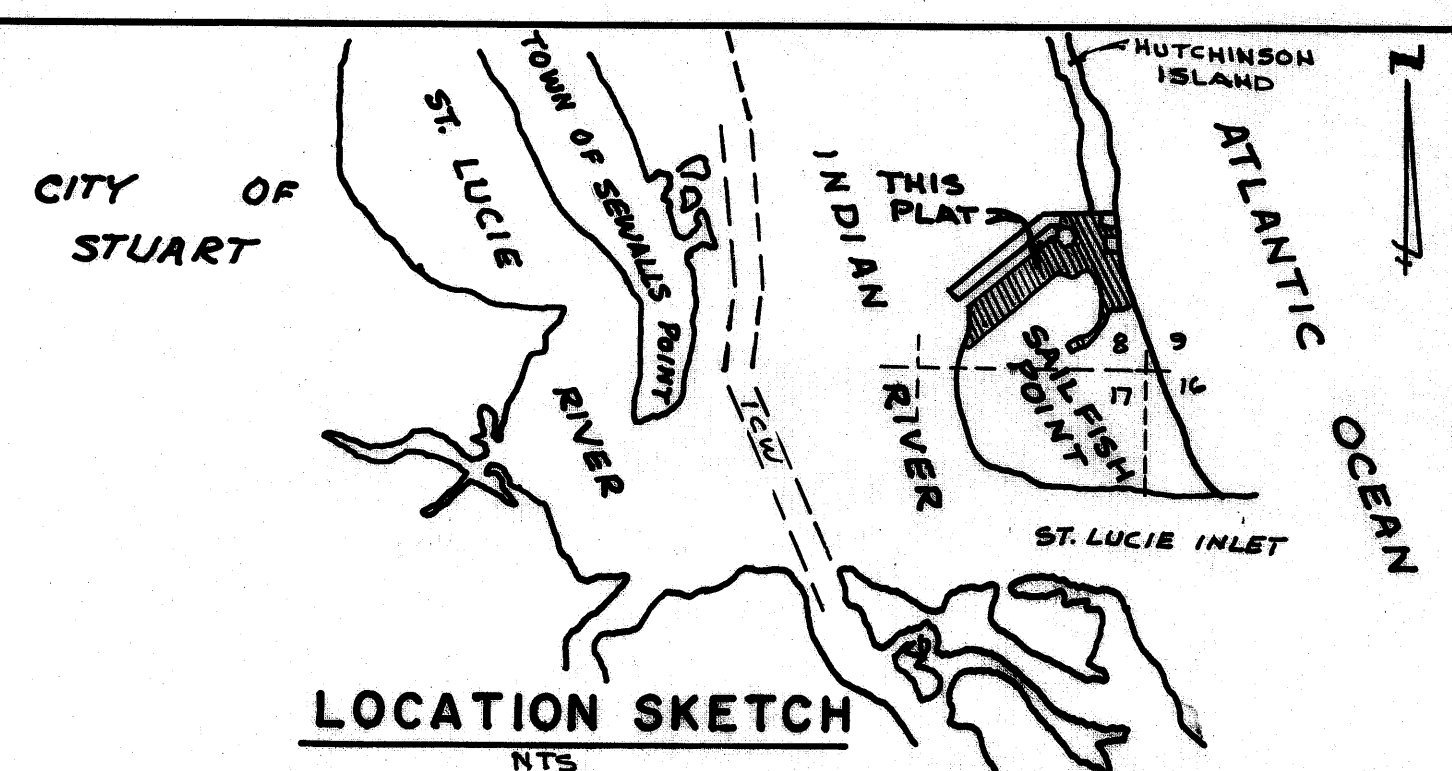 HUTCHINSON
ISLAND
CITY OF
STUART
ST. LUCIE
RIVER
TOWN OF SEWALLS POINT
ICW
INDIAN
RIVER
THIS
PLAT
SAILFISH
POINT
8 9
17 16
ATLANTIC
OCEAN
ST. LUCIE INLET
LOCATION SKETCH
NTS